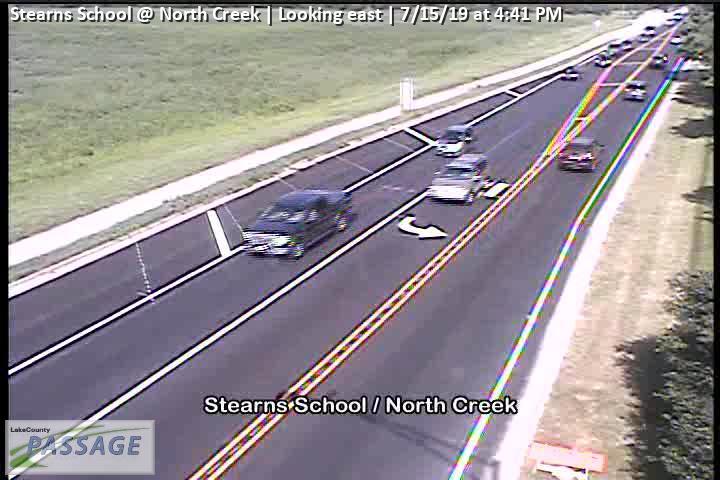 Stearns School @ North Creek | Looking east | 7/15/19 at 4:41 PM
Stearns School / North Creek
LakeCounty
PASSAGE